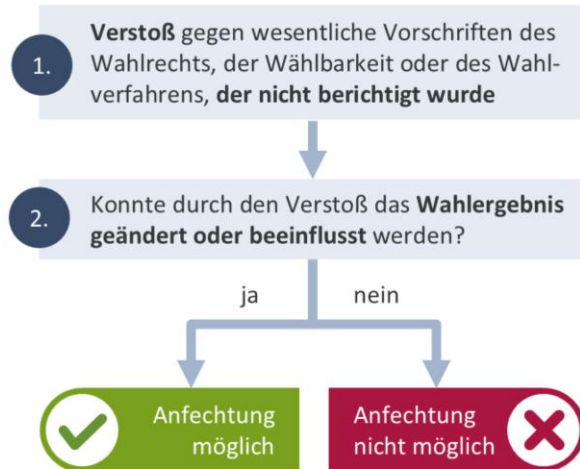 1.
Verstoß gegen wesentliche Vorschriften des
Wahlrechts, der Wählbarkeit oder des Wahl-
verfahrens, der nicht berichtigt wurde
2.
Konnte durch den Verstoß das Wahlergebnis
geändert oder beeinflusst werden?
ja
nein
Anfechtung
möglich
Anfechtung
nicht möglich